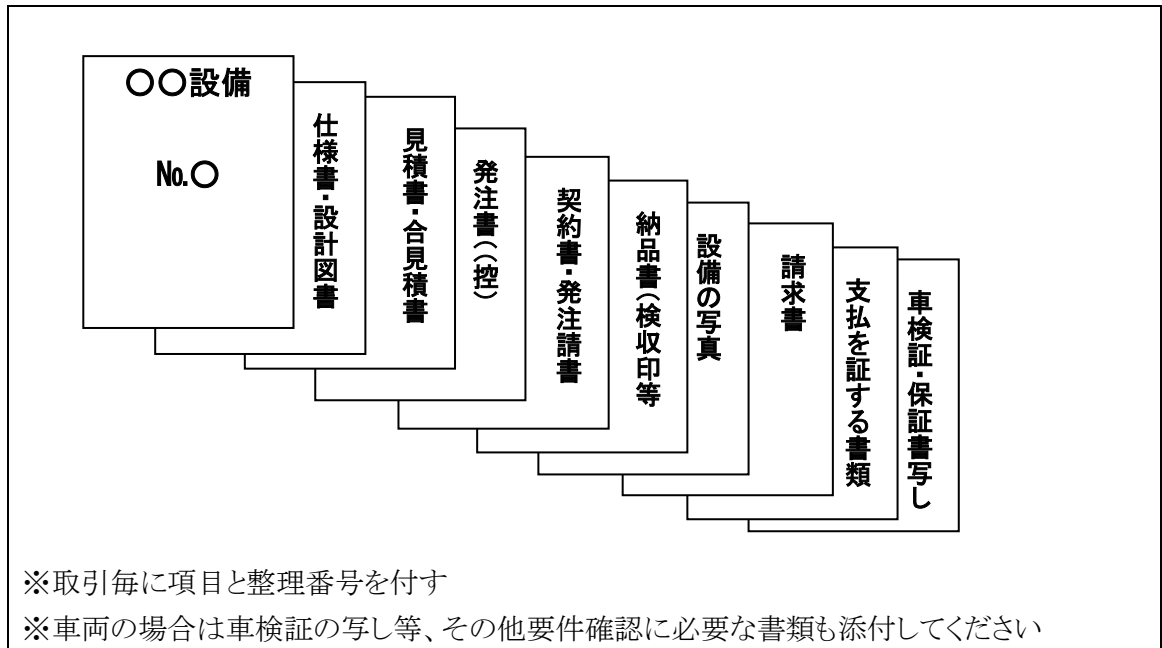 〇〇設備
№〇
仕様書・設計図書
見積書・合見積書
発注書((控)
契約書・発注請書
納品書(検収印等
設備の写真
請求書
支払を証する書類
車検証・保証書写し
※取引毎に項目と整理番号を付す
※車両の場合は車検証の写し等、その他要件確認に必要な書類も添付してください